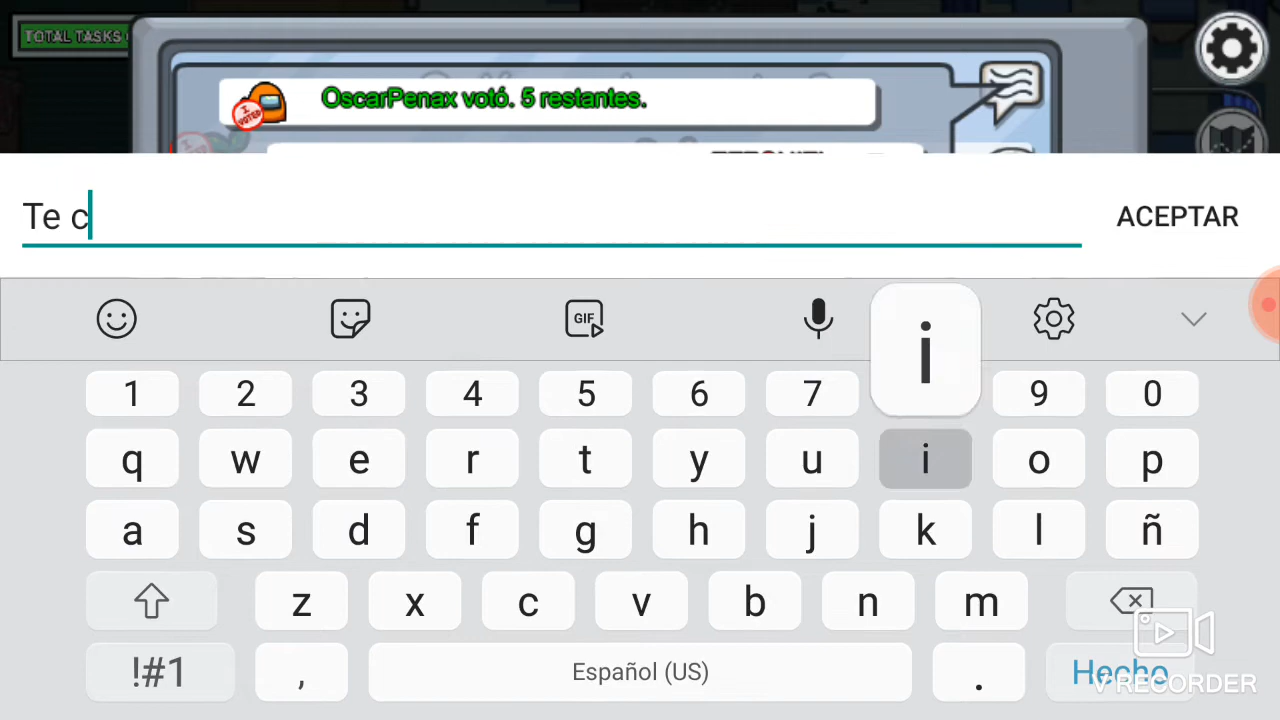 TOTAL TASKS
I VOTED
OscarPenax votó. 5 restantes.
Te c
ACEPTAR
GIF
i
1 2 3 4 5 6 7 9 0
q w e r t y u i o p
a s d f g h j k l ñ
z x c v b n m
!#1 , Español (US) . Hecho
V RECORDER